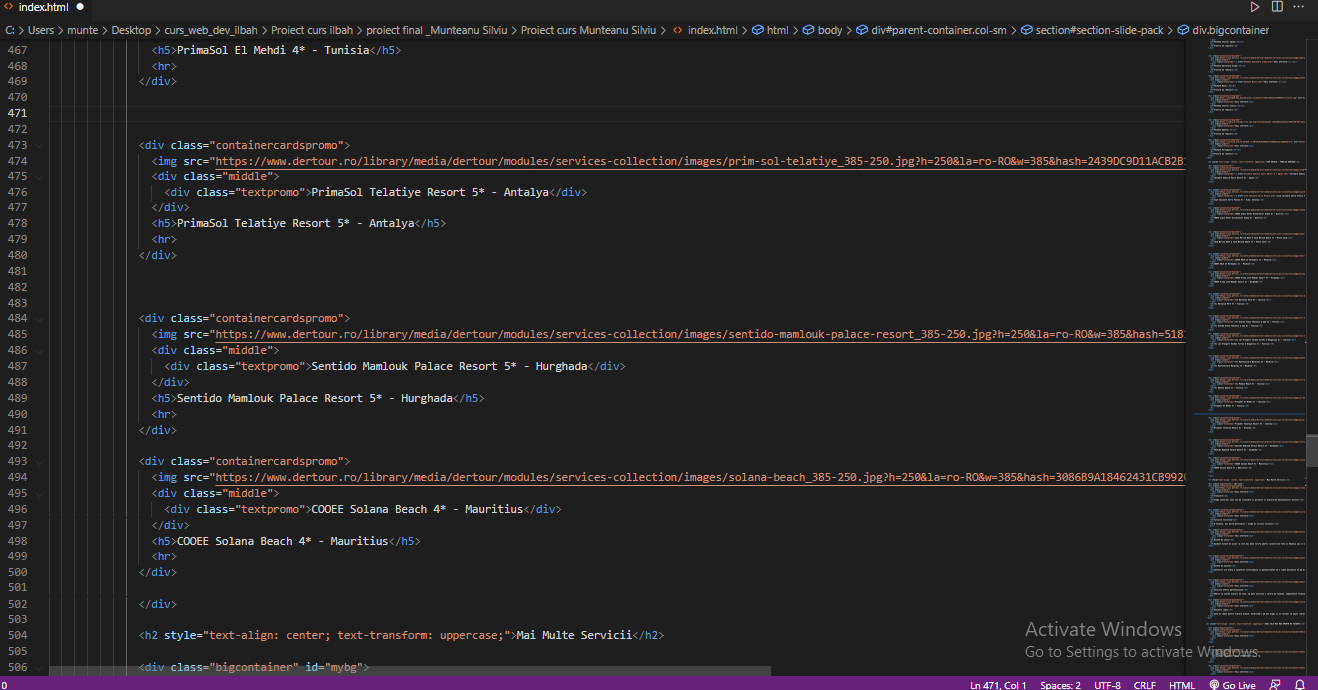 index.html
C: > Users > munte > Desktop > curs_web_dev_ilbah > Proiect curs ilbah > proiect final _Munteanu Silviu > Proiect curs Munteanu Silviu > index.html > html > body > div#parent-container.col-sm > section#section-slide-pack > div.bigcontainer
467 <h5>PrimaSol El Mehdi 4* - Tunisia</h5>
468 <hr>
469 </div>
470
471
472
473 <div class="containercardspromo">
474 <img src="https://www.dertour.ro/library/media/dertour/modules/services-collection/images/prim-sol-telatiye_385-250.jpg?h=250&la=ro-RO&w=385&hash=2439DC9D11ACB2B
475 <div class="middle">
476 <div class="textpromo">PrimaSol Telatiye Resort 5* - Antalya</div>
477 </div>
478 <h5>PrimaSol Telatiye Resort 5* - Antalya</h5>
479 <hr>
480 </div>
481
482
483
484 <div class="containercardspromo">
485 <img src="https://www.dertour.ro/library/media/dertour/modules/services-collection/images/sentido-mamlouk-palace-resort_385-250.jpg?h=250&la=ro-RO&w=385&hash=518
486 <div class="middle">
487 <div class="textpromo">Sentido Mamlouk Palace Resort 5* - Hurghada</div>
488 </div>
489 <h5>Sentido Mamlouk Palace Resort 5* - Hurghada</h5>
490 <hr>
491 </div>
492
493 <div class="containercardspromo">
494 <img src="https://www.dertour.ro/library/media/dertour/modules/services-collection/images/solana-beach_385-250.jpg?h=250&la=ro-RO&w=385&hash=3086B9A18462431CB992
495 <div class="middle">
496 <div class="textpromo">COOEE Solana Beach 4* - Mauritius</div>
497 </div>
498 <h5>COOEE Solana Beach 4* - Mauritius</h5>
499 <hr>
500 </div>
501
502 </div>
503
504 <h2 style="text-align: center; text-transform: uppercase;">Mai Multe Servicii</h2>
505
506 <div class="bigcontainer" id="mybg">
Activate Windows
Go to Settings to activate Windows.
0 Ln 471, Col 1 Spaces: 2 UTF-8 CRLF HTML Go Live